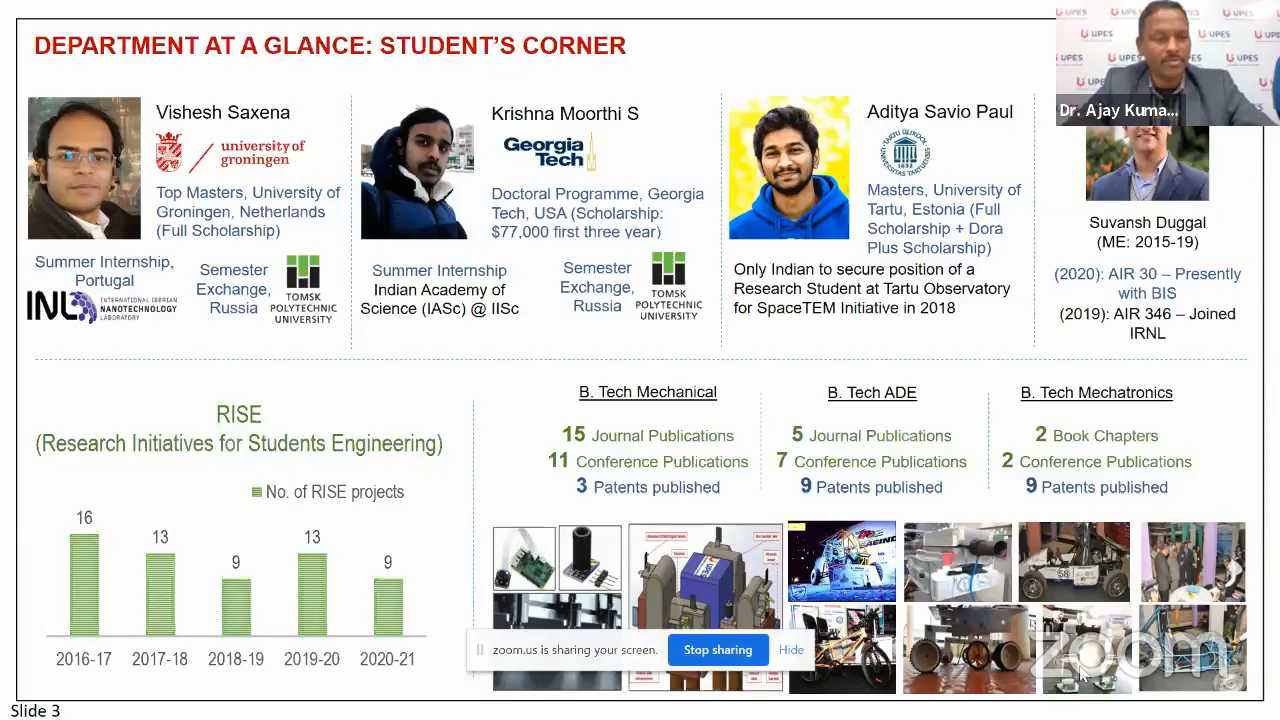 DEPARTMENT AT A GLANCE: STUDENT'S CORNER
UPES
Dr. Ajay Kuma...
Vishesh Saxena
university of
groningen
Top Masters, University of
Groningen, Netherlands
(Full Scholarship)
Summer Internship,
Portugal
INL
INTERNATIONAL IBERIAN
NANOTECHNOLOGY
LABORATORY
Semester
Exchange,
Russia
TOMSK
POLYTECHNIC
UNIVERSITY
Krishna Moorthi S
Georgia
Tech
Doctoral Programme, Georgia
Tech, USA (Scholarship:
$77,000 first three year)
Summer Internship
Indian Academy of
Science (IASc) @ IISc
Semester
Exchange,
Russia
TOMSK
POLYTECHNIC
UNIVERSITY
Aditya Savio Paul
1632
Masters, University of
Tartu, Estonia (Full
Scholarship + Dora
Plus Scholarship)
Only Indian to secure position of a
Research Student at Tartu Observatory
for SpaceTEM Initiative in 2018
Suvansh Duggal
(ME: 2015-19)
(2020): AIR 30 – Presently
with BIS
(2019): AIR 346 – Joined
IRNL
RISE
(Research Initiatives for Students Engineering)
No. of RISE projects
16
13
9
13
9
2016-17
2017-18
2018-19
2019-20
2020-21
B. Tech Mechanical
15 Journal Publications
11 Conference Publications
3 Patents published
B. Tech ADE
5 Journal Publications
7 Conference Publications
9 Patents published
B. Tech Mechatronics
2 Book Chapters
2 Conference Publications
9 Patents published
UPES
zoom.us is sharing your screen.
Stop sharing
Hide
zoom
Slide 3